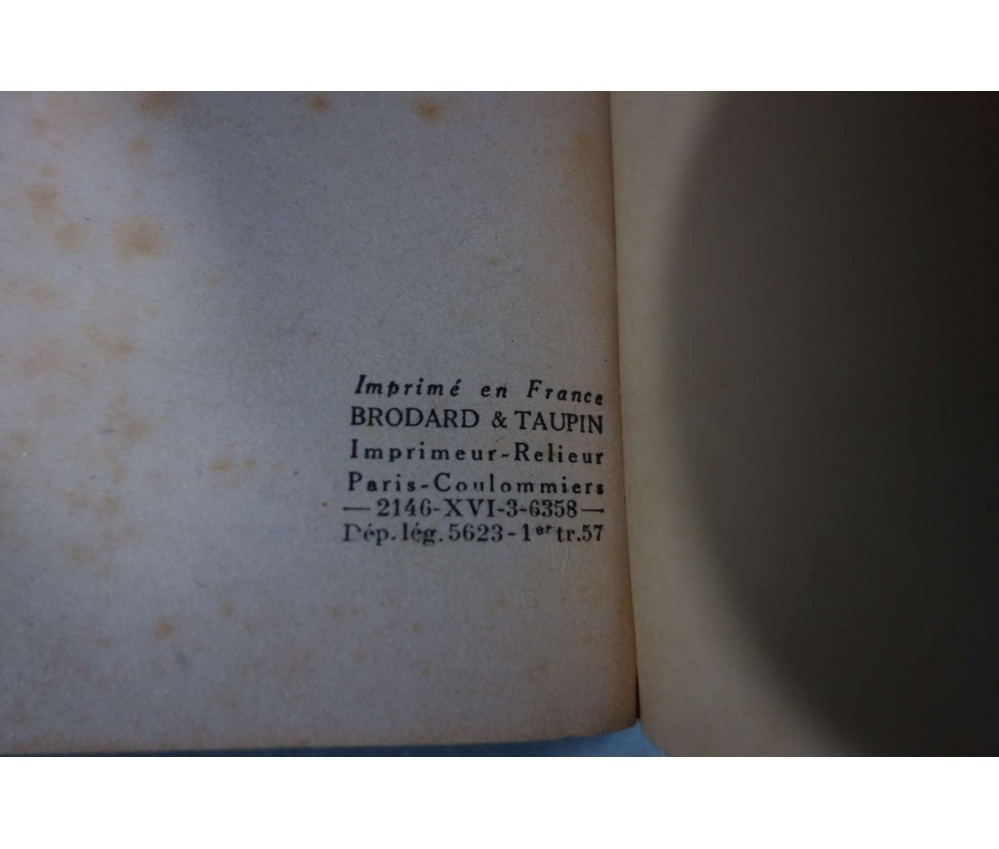 Imprimé en France
BRODARD & TAUPIN
Imprimeur-Relieur
Paris-Coulommiers
— 2146-XVI-3-6358 —
Dép. lég. 5623 - 1er tr. 57